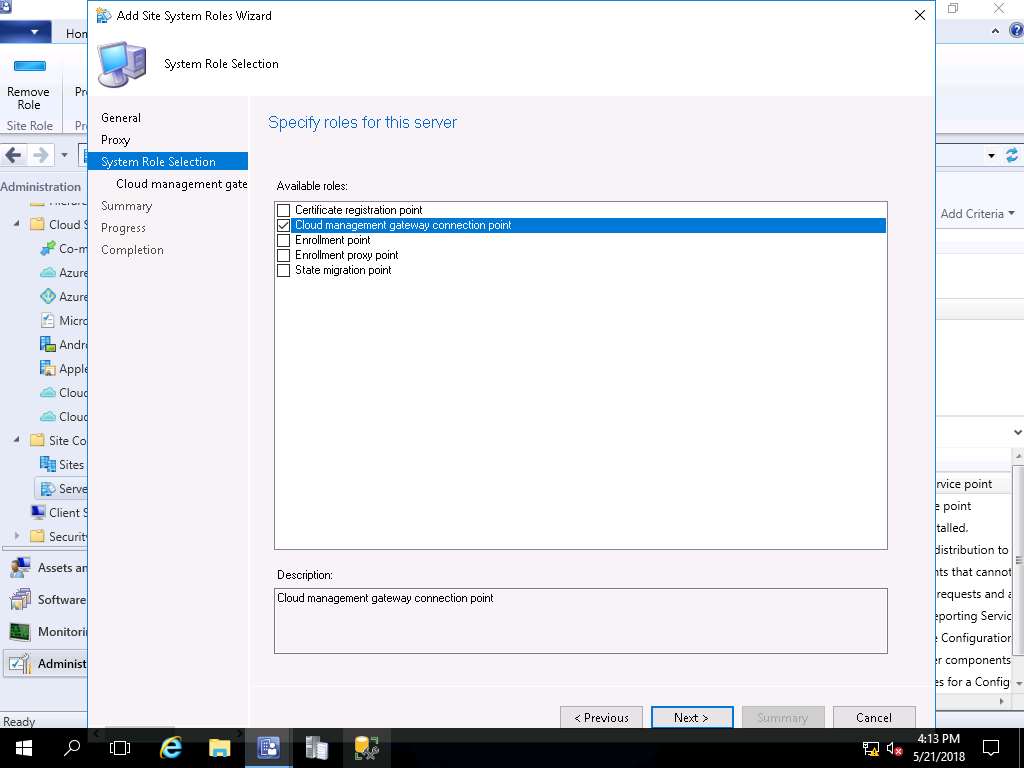 Add Site System Roles Wizard
Hon
System Role Selection
Remove
Role
Pr
Site Role
Pr
General
Proxy
System Role Selection
Cloud management gate
Summary
Progress
Completion
Specify roles for this server
Available roles:
Certificate registration point
Cloud management gateway connection point
Enrollment point
Enrollment proxy point
State migration point
Description:
Cloud management gateway connection point
< Previous
Next >
Summary
Cancel
Administration
Cloud S
Co-m
Azure
Azure
Micro
Andro
Apple
Cloud
Cloud
Site Co
Sites
Serve
Client S
Security
Assets an
Software
Monitori
Administ
Ready
Add Criteria
rvice point
e point
talled.
distribution to
nts that cannot
requests and a
eporting Servic
e Configuration
er components
es for a Config
4:13 PM
5/21/2018